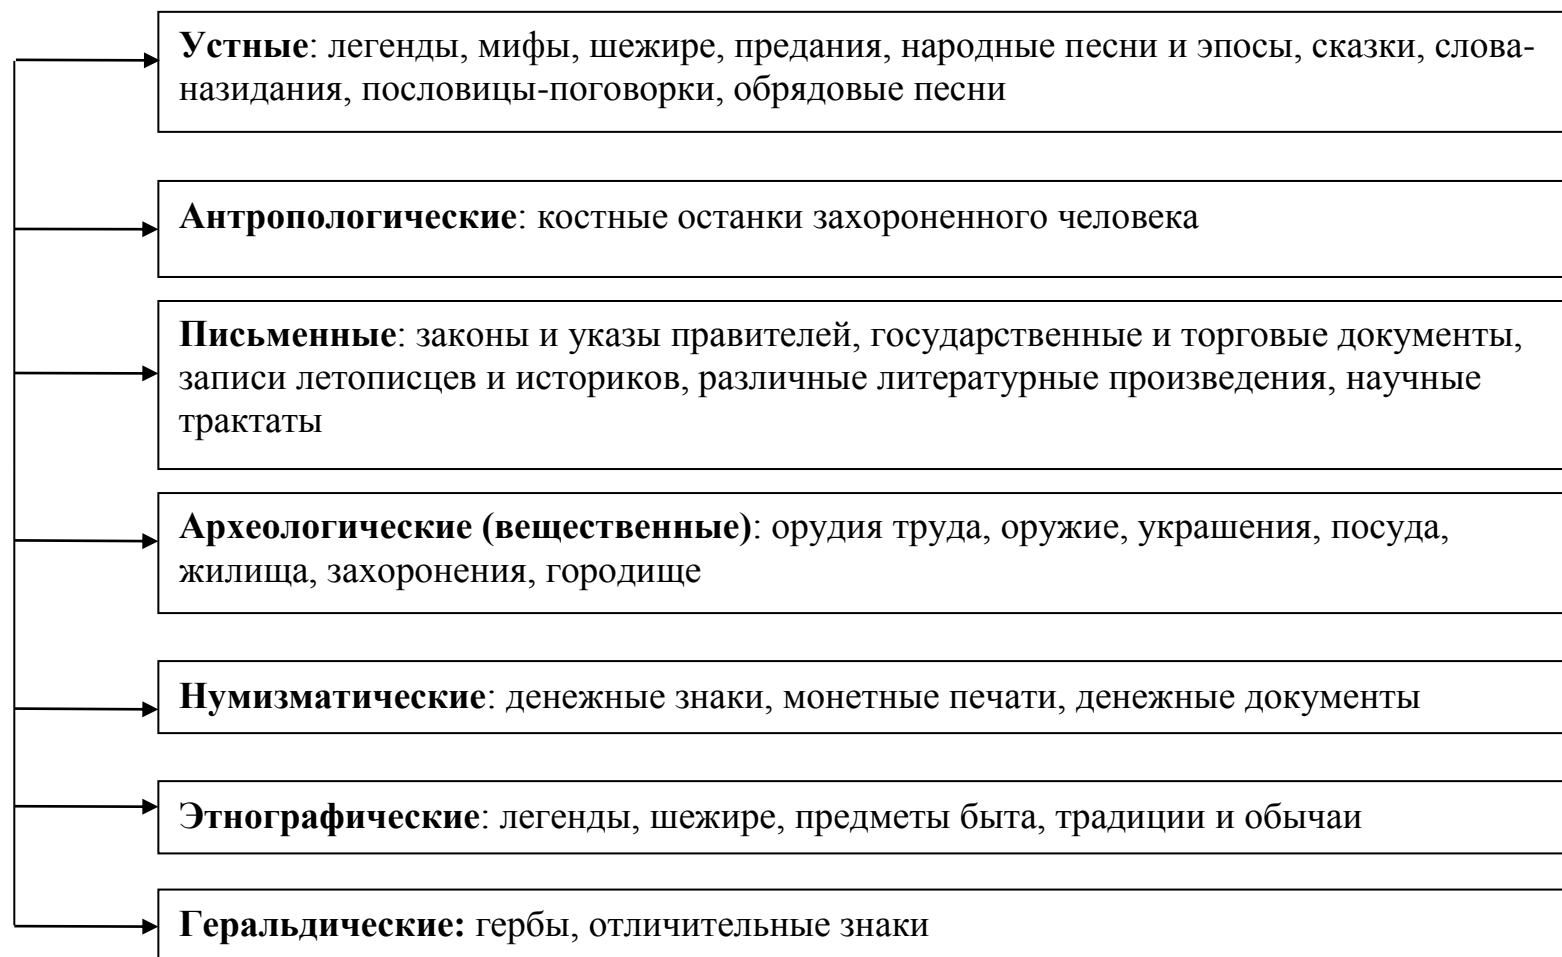 Устные: легенды, мифы, шежире, предания, народные песни и эпосы, сказки, слова-
назидания, пословицы-поговорки, обрядовые песни
Антропологические: костные останки захороненного человека
Письменные: законы и указы правителей, государственные и торговые документы,
записи летописцев и историков, различные литературные произведения, научные
трактаты
Археологические (вещественные): орудия труда, оружие, украшения, посуда,
жилища, захоронения, городище
Нумизматические: денежные знаки, монетные печати, денежные документы
Этнографические: легенды, шежире, предметы быта, традиции и обычаи
Геральдические: гербы, отличительные знаки